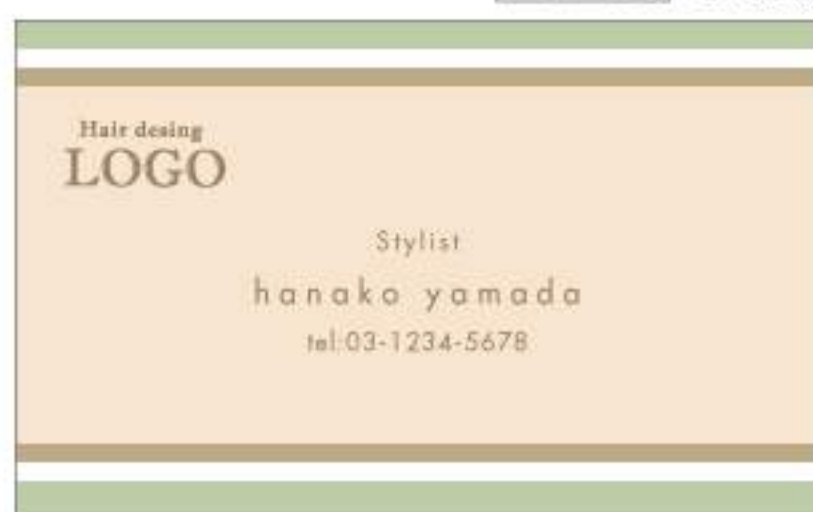 Hair desing
LOGO
Stylist
hanako yamada
tel:03-1234-5678